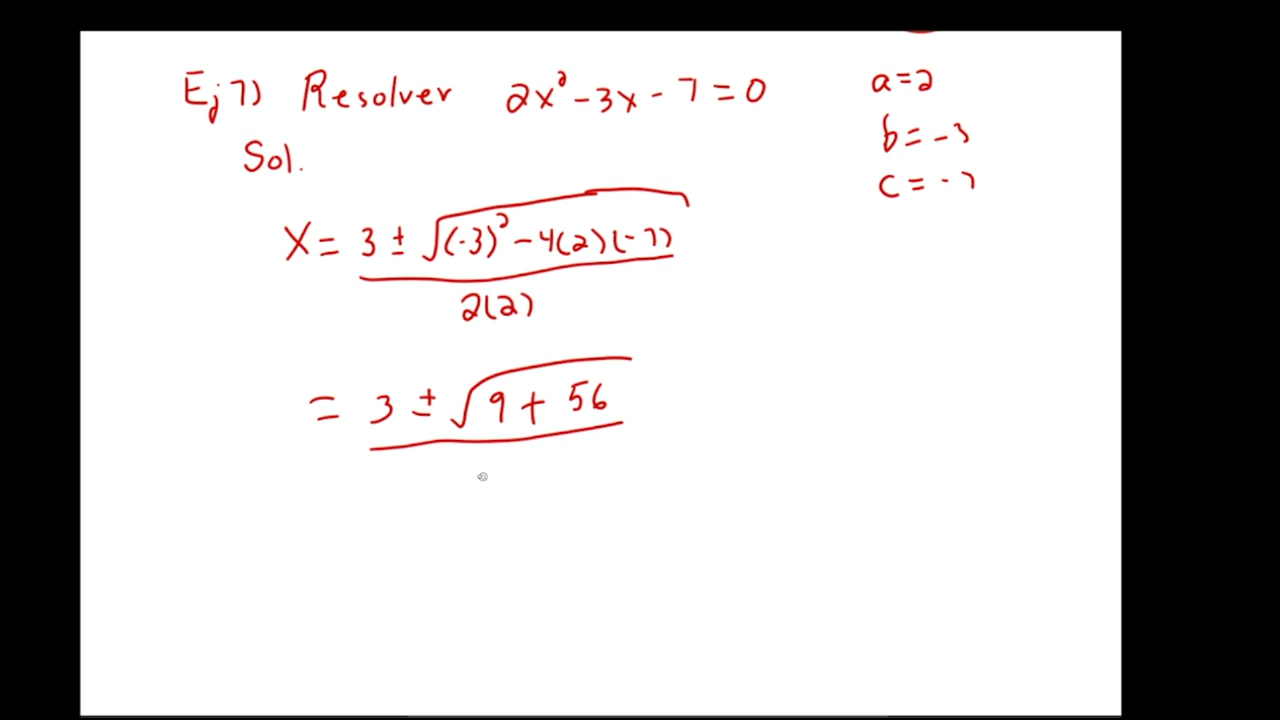 Ej 7) Resolver 2x² - 3x - 7 = 0
a = 2
b = -3
c = -7
Sol.
X = 3 ± √(-3)² - 4(2)(-7)
2(2)
= 3 ± √9 + 56